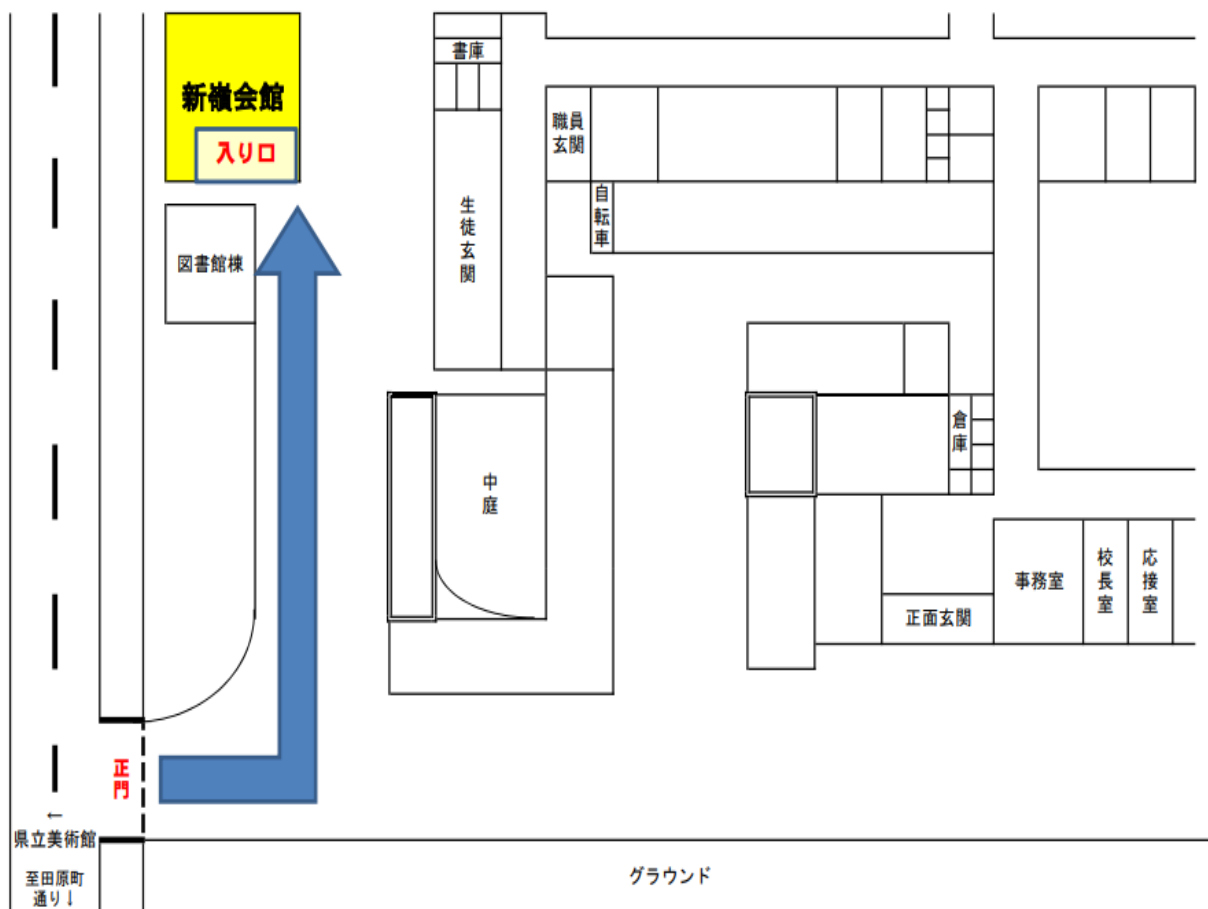 書庫
新嶺会館
入り口
職員
玄関
自転車
生徒玄関
図書館棟
倉庫
中庭
事務室
校長室
応接室
正面玄関
正門
←
県立美術館
至田原町
通り↓
グラウンド